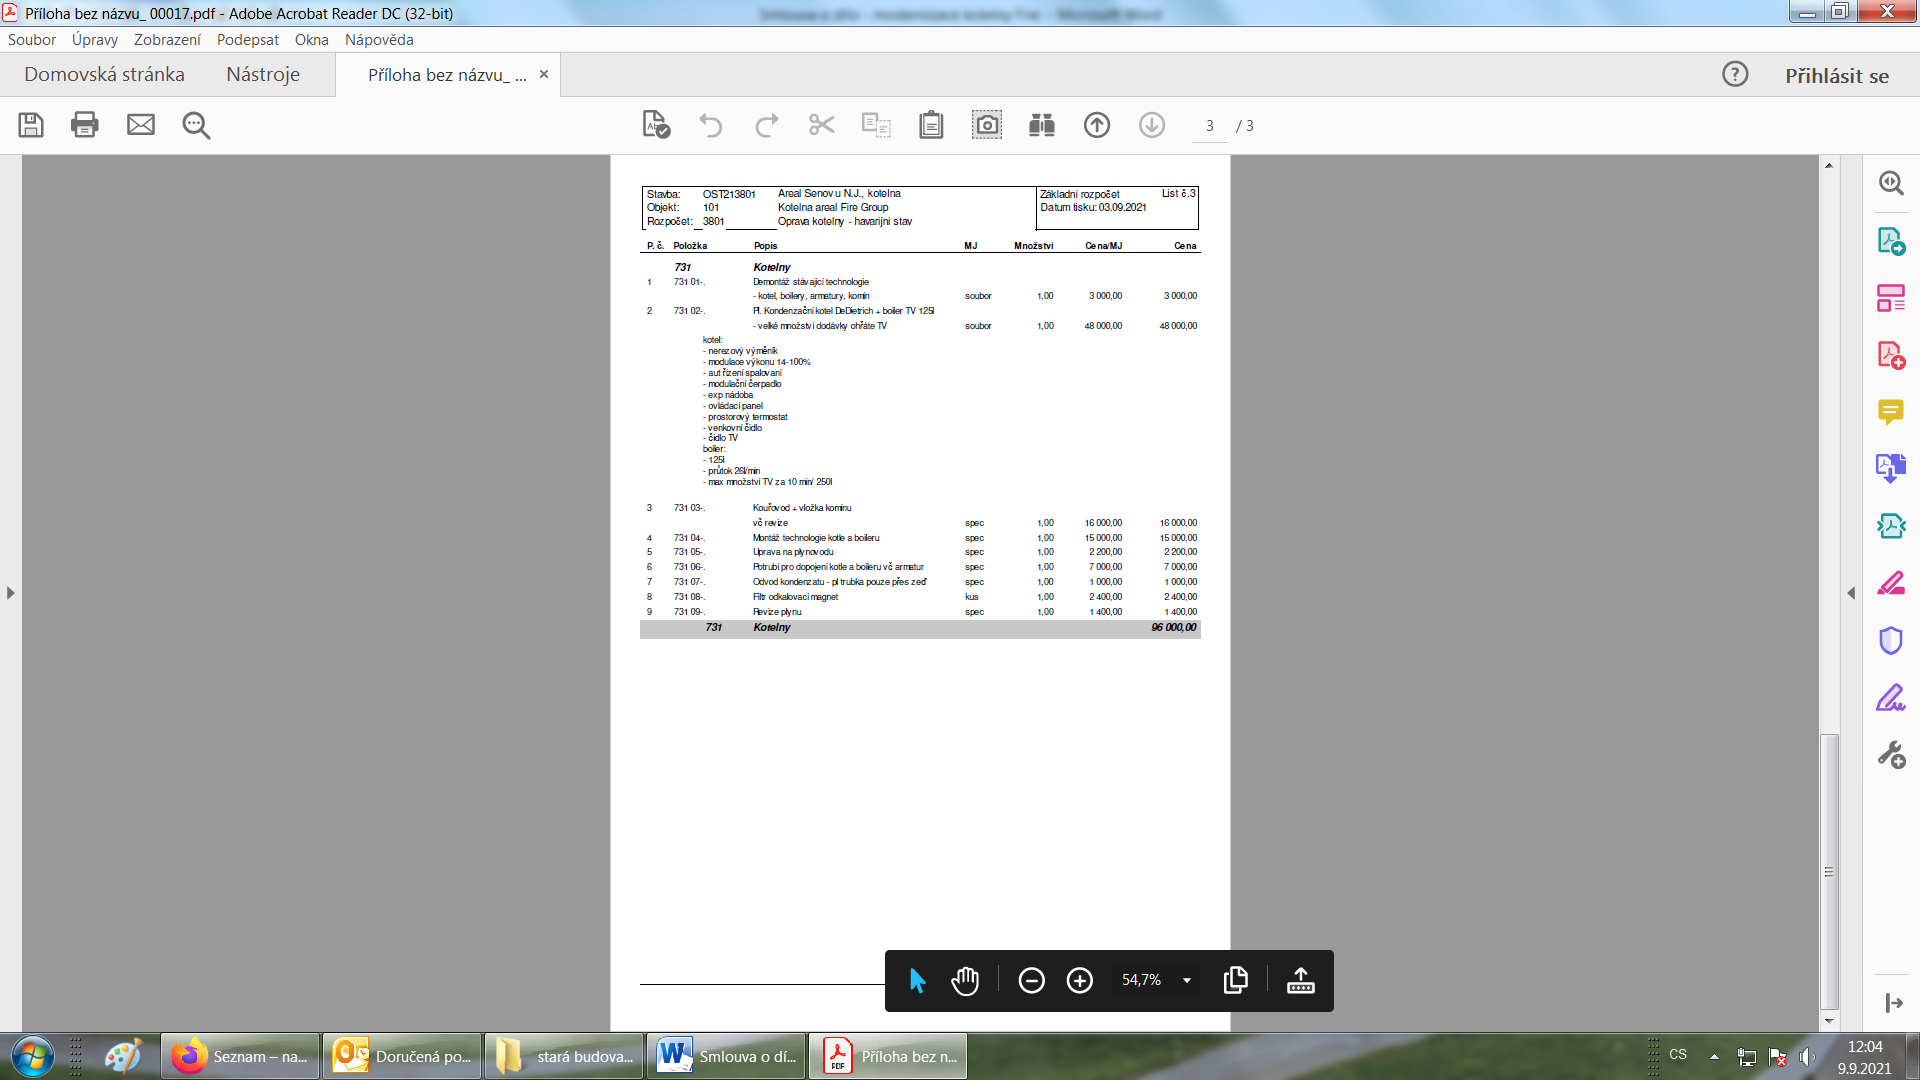 Příloha bez názvu_ 00017.pdf - Adobe Acrobat Reader DC (32-bit)
Smlouva o dílo - modernizace kotelny Fire - Microsoft Word
Soubor Úpravy Zobrazení Podepsat Okna Nápověda
Domovská stránka Nástroje Příloha bez názvu_ ... × Přihlásit se
3 / 3
Stavba: OST213801 Areal Senov u N.J., kotelna Základní rozpočet List č.3
Objekt: 101 Kotelna areal Fire Group Datum tisku: 03.09.2021
Rozpočet: 3801 Oprava kotelny - havarijni stav
P. č. Položka Popis MJ Množství Cena/MJ Cena
731 Kotelny
1 731 01-. Demontáž stávající technologie
- kotel, boilery, armatury, komín soubor 1,00 3 000,00 3 000,00
2 731 02-. Pl. Kondenzační kotel DeDietrich + boiler TV 125l
- velké množství dodávky ohřáte TV soubor 1,00 48 000,00 48 000,00
kotel:
- nerezový výměník
- modulace výkonu 14-100%
- aut řízení spalovaní
- modulační čerpadlo
- exp nádoba
- ovládací panel
- prostorový termostat
- venkovní čidlo
- čidlo TV
boiler:
- 125l
- průtok 26l/min
- max množství TV za 10 min/ 250l
3 731 03-. Kouřovod + vložka komínu
vč revize spec 1,00 16 000,00 16 000,00
4 731 04-. Montáž technologie kotle a boileru spec 1,00 15 000,00 15 000,00
5 731 05-. Uprava na plynovodu spec 1,00 2 200,00 2 200,00
6 731 06-. Potrubí pro dopojení kotle a boileru vč armatur spec 1,00 7 000,00 7 000,00
7 731 07-. Odvod kondenzatu - pl trubka pouze přes zeď spec 1,00 1 000,00 1 000,00
8 731 08-. Filtr odkalovací magnet kus 1,00 2 400,00 2 400,00
9 731 09-. Revize plynu spec 1,00 1 400,00 1 400,00
731 Kotelny 96 000,00
54,7%
Seznam – na... Doručená po... stará budova... Smlouva o dí... Příloha bez n... CS 12:04
9.9.2021